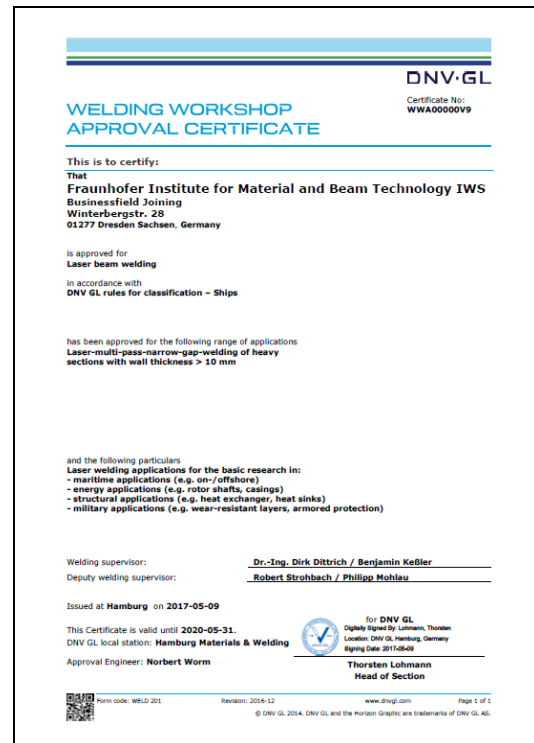 DNV·GL
Certificate No:
WWA00000V9
WELDING WORKSHOP
APPROVAL CERTIFICATE
This is to certify:
That
Fraunhofer Institute for Material and Beam Technology IWS
Businessfield Joining
Winterbergstr. 28
01277 Dresden Sachsen, Germany
is approved for
Laser beam welding
in accordance with
DNV GL rules for classification – Ships
has been approved for the following range of applications
Laser-multi-pass-narrow-gap-welding of heavy
sections with wall thickness > 10 mm
and the following particulars
Laser welding applications for the basic research in:
- maritime applications (e.g. on-/offshore)
- energy applications (e.g. rotor shafts, casings)
- structural applications (e.g. heat exchanger, heat sinks)
- military applications (e.g. wear-resistant layers, armored protection)
Welding supervisor: Dr.-Ing. Dirk Dittrich / Benjamin Keßler
Deputy welding supervisor: Robert Strohbach / Philipp Mohlau
Issued at Hamburg on 2017-05-09
for DNV GL
Digitally Signed By: Lohmann, Thorsten
Location: DNV GL Hamburg, Germany
Signing Date: 2017-05-09
This Certificate is valid until 2020-05-31.
DNV GL local station: Hamburg Materials & Welding
Approval Engineer: Norbert Worm
Thorsten Lohmann
Head of Section
Form code: WELD 201 Revision: 2016-12 www.dnvgl.com Page 1 of 1
© DNV GL 2014. DNV GL and the Horizon Graphic are trademarks of DNV GL AS.